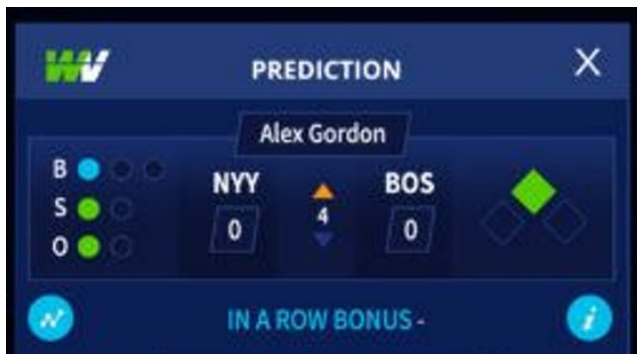 WV
PREDICTION X
Alex Gordon
B
S
O
NYY
0
4
BOS
0
IN A ROW BONUS -
i